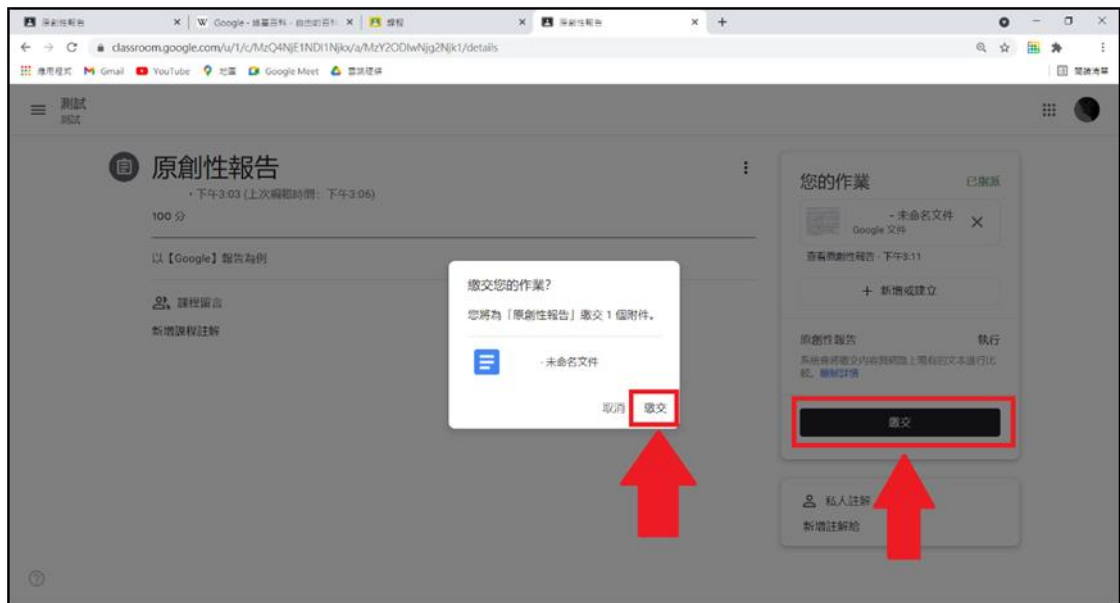 原創性報告
Google - 維基百科 - 自由的百科
課程
原創性報告
classroom.google.com/u/1/c/MzQ4NjE1NDI1Njkx/a/MzY2ODIwNjg2Njk1/details
應用程式 Gmail YouTube 地圖 Google Meet 雲端硬碟
閱讀清單
測試
測試
原創性報告
・下午3:03 (上次編輯時間：下午3:06)
100 分
以【Google】報告為例
課程留言
新增課程註解
繳交您的作業?
您將為「原創性報告」繳交 1 個附件。
- 未命名文件
取消 繳交
您的作業 已指派
- 未命名文件
Google 文件
查看原創性報告・下午3:11
+ 新增或建立
原創性報告 執行
系統會將繳交內容與網路上現有的文本進行比
較。瞭解詳情
繳交
私人註解
新增註解給